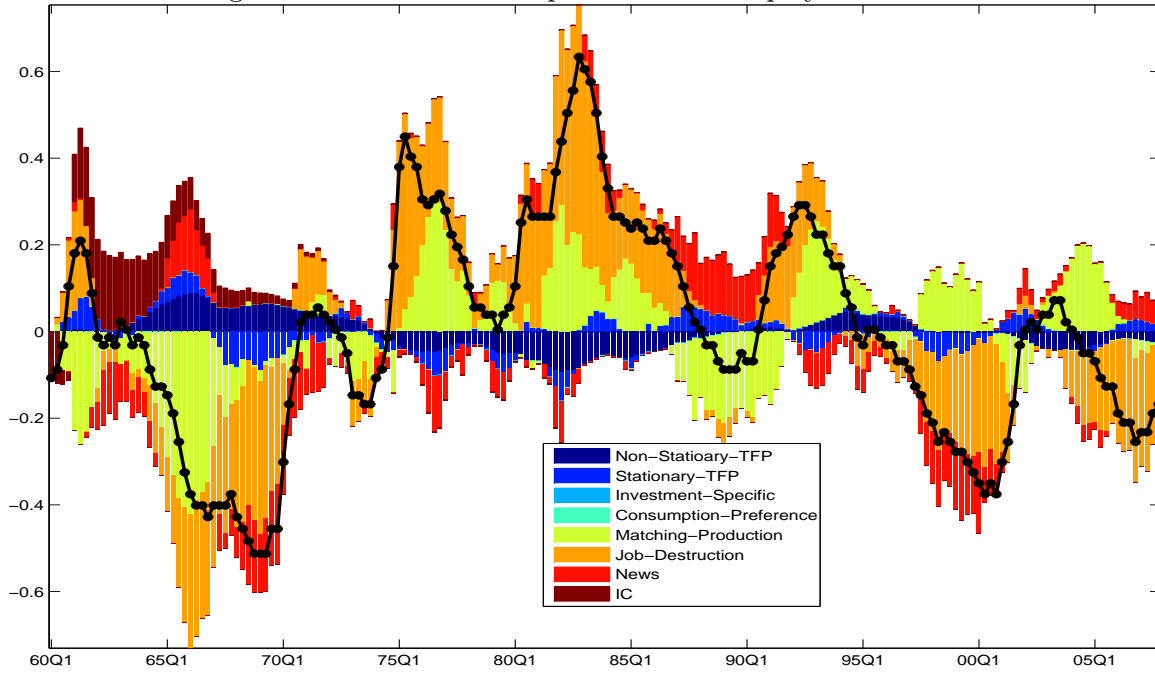 0.6
0.4
0.2
0
−0.2
−0.4
−0.6
60Q1 65Q1 70Q1 75Q1 80Q1 85Q1 90Q1 95Q1 00Q1 05Q1
Non−Statioary−TFP
Stationary−TFP
Investment−Specific
Consumption−Preference
Matching−Production
Job−Destruction
News
IC